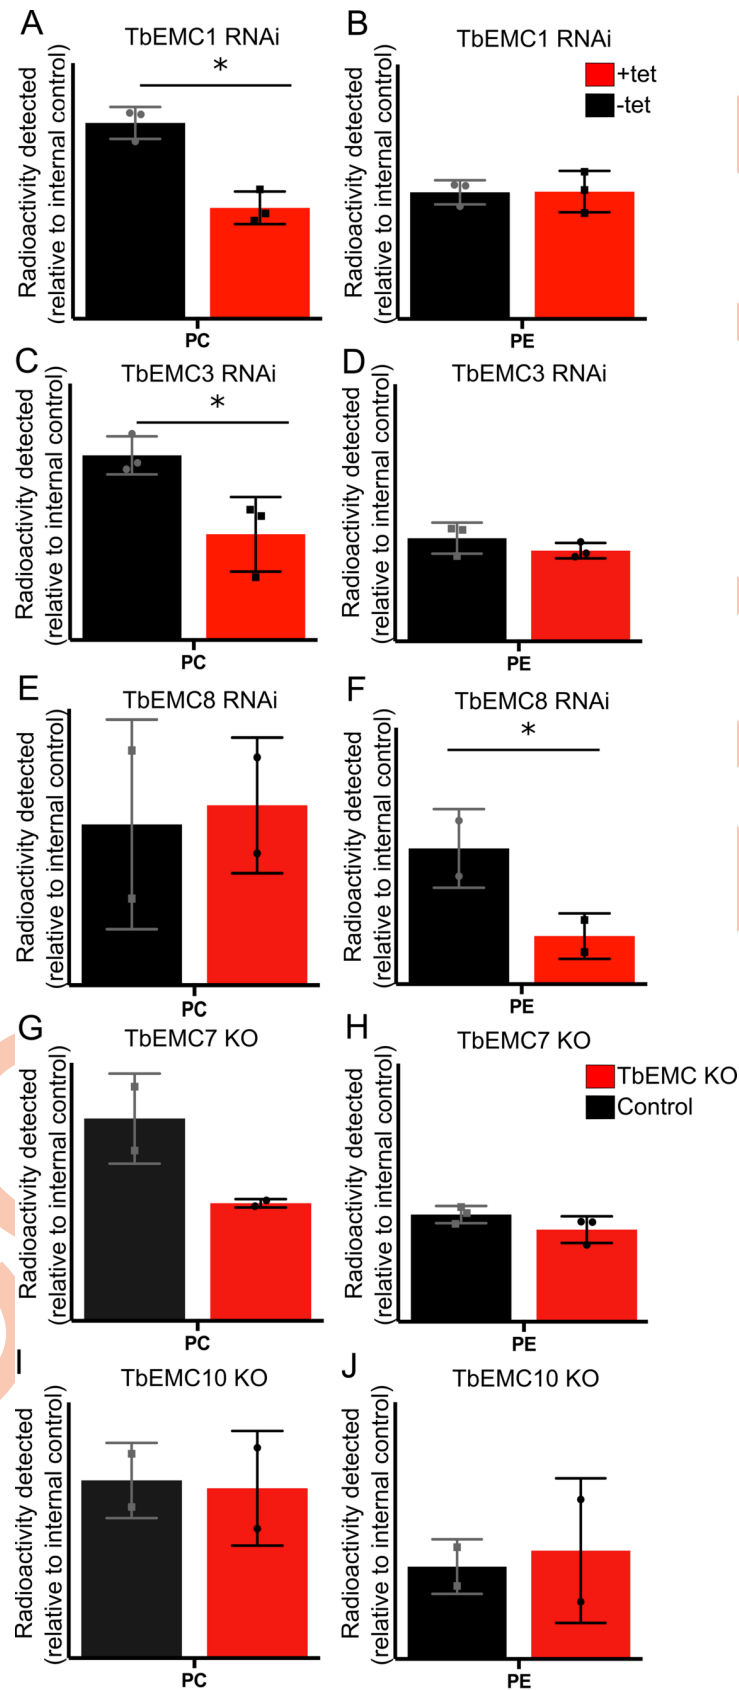 A
TbEMC1 RNAi
*
Radioactivity detected
(relative to internal control)
PC
B
TbEMC1 RNAi
+tet
-tet
Radioactivity detected
(relative to internal control)
PE
C
TbEMC3 RNAi
*
Radioactivity detected
(relative to internal control)
PC
D
TbEMC3 RNAi
Radioactivity detected
(relative to internal control)
PE
E
TbEMC8 RNAi
Radioactivity detected
(relative to internal control)
PC
F
TbEMC8 RNAi
*
Radioactivity detected
(relative to internal control)
PE
G
TbEMC7 KO
Radioactivity detected
(relative to internal control)
PC
H
TbEMC7 KO
TbEMC KO
Control
Radioactivity detected
(relative to internal control)
PE
I
TbEMC10 KO
Radioactivity detected
(relative to internal control)
PC
J
TbEMC10 KO
Radioactivity detected
(relative to internal control)
PE